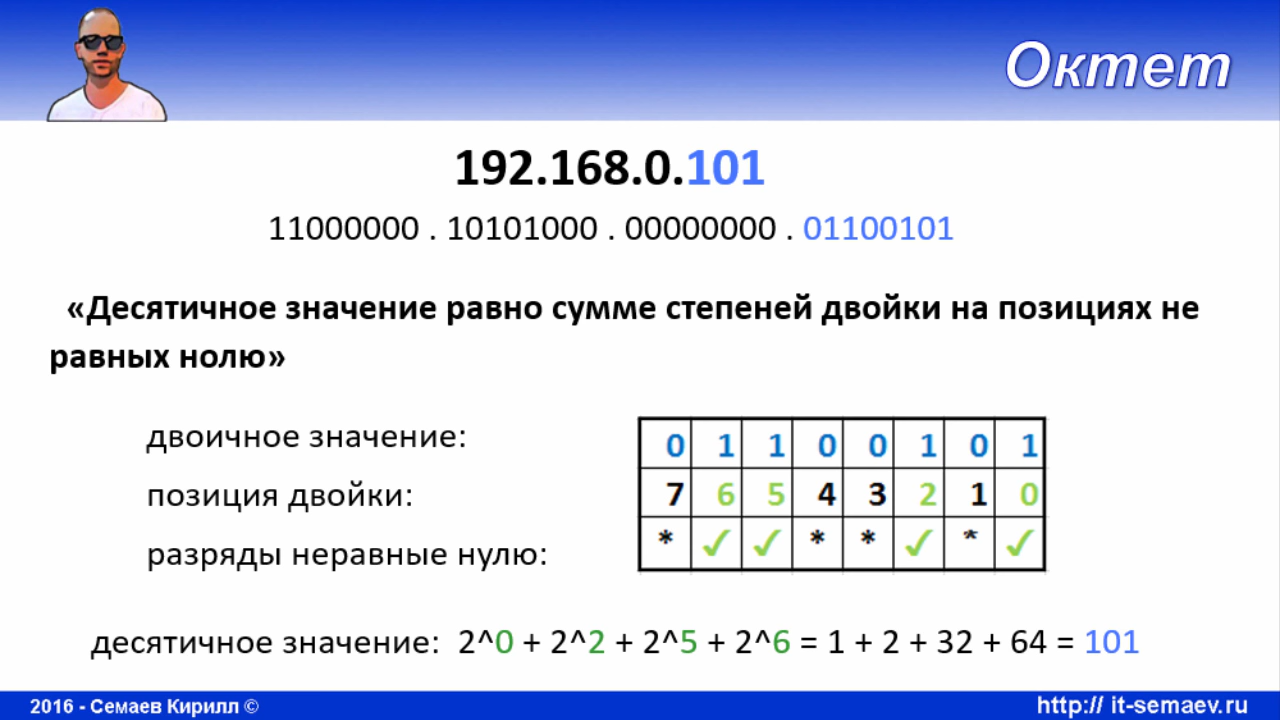 Октет
192.168.0.101
11000000 . 10101000 . 00000000 . 01100101
«Десятичное значение равно сумме степеней двойки на позициях не
равных нолю»
двоичное значение: 0 1 1 0 0 1 0 1
позиция двойки: 7 6 5 4 3 2 1 0
разряды неравные нулю: * ✓ ✓ * * ✓ * ✓
десятичное значение: 2^0 + 2^2 + 2^5 + 2^6 = 1 + 2 + 32 + 64 = 101
2016 - Семаев Кирилл ©
http:// it-semaev.ru